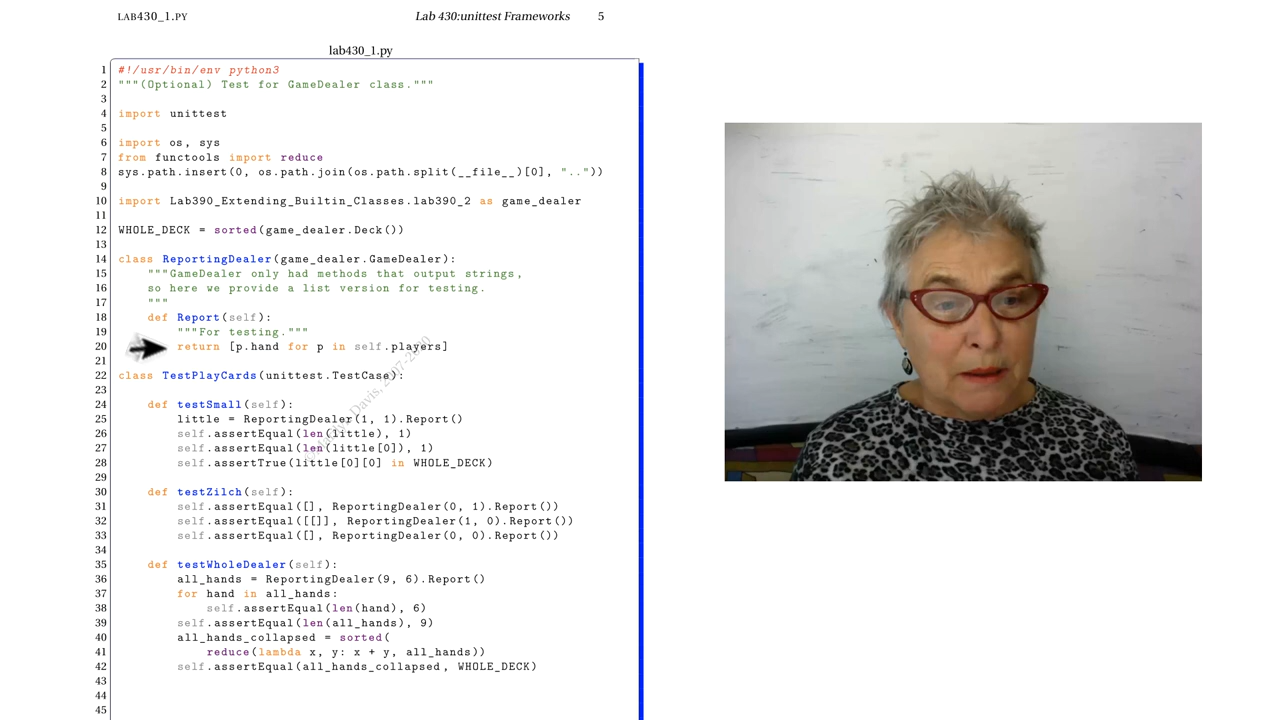 LAB430_1.PY Lab 430:unittest Frameworks 5
lab430_1.py
1 #!/usr/bin/env python3
2 """(Optional) Test for GameDealer class."""
3
4 import unittest
5
6 import os, sys
7 from functools import reduce
8 sys.path.insert(0, os.path.join(os.path.split(__file__)[0], ".."))
9
10 import Lab390_Extending_Builtin_Classes.lab390_2 as game_dealer
11
12 WHOLE_DECK = sorted(game_dealer.Deck())
13
14 class ReportingDealer(game_dealer.GameDealer):
15     """GameDealer only had methods that output strings,
16     so here we provide a list version for testing.
17     """
18     def Report(self):
19         """For testing."""
20         return [p.hand for p in self.players]
21
22 class TestPlayCards(unittest.TestCase):
23
24     def testSmall(self):
25         little = ReportingDealer(1, 1).Report()
26         self.assertEqual(len(little), 1)
27         self.assertEqual(len(little[0]), 1)
28         self.assertTrue(little[0][0] in WHOLE_DECK)
29
30     def testZilch(self):
31         self.assertEqual([], ReportingDealer(0, 1).Report())
32         self.assertEqual([[]], ReportingDealer(1, 0).Report())
33         self.assertEqual([], ReportingDealer(0, 0).Report())
34
35     def testWholeDealer(self):
36         all_hands = ReportingDealer(9, 6).Report()
37         for hand in all_hands:
38             self.assertEqual(len(hand), 6)
39         self.assertEqual(len(all_hands), 9)
40         all_hands_collapsed = sorted(
41             reduce(lambda x, y: x + y, all_hands))
42         self.assertEqual(all_hands_collapsed, WHOLE_DECK)
43
44
45
Davis,